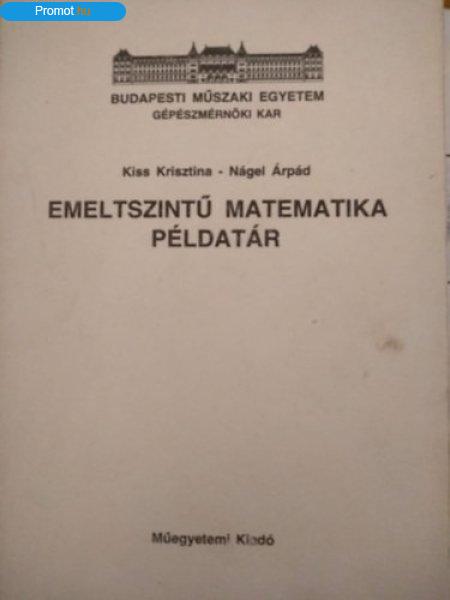 Promot.hu
BUDAPESTI MŰSZAKI EGYETEM
GÉPÉSZMÉRNÖKI KAR
Kiss Krisztina - Nágel Árpád
EMELTSZINTŰ MATEMATIKA
PÉLDATÁR
Műegyetemi Kiadó